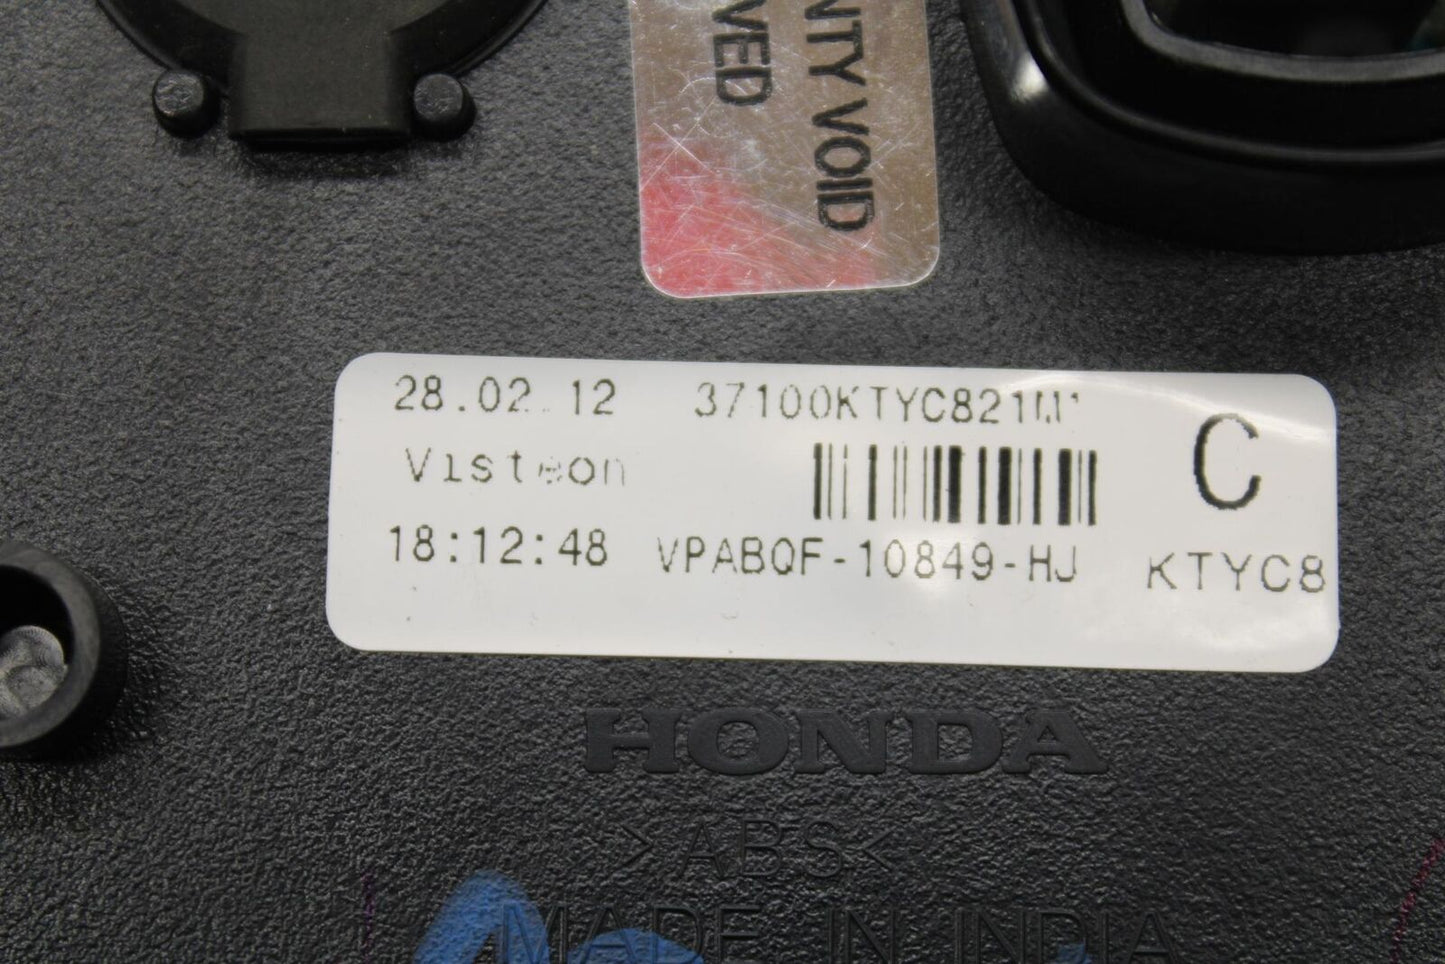 NTY VOID
VED
28.02.12 37100KTYC821M1
Visteon
C
18:12:48 VPABQF-10849-HJ KTYC8
HONDA
>ABS<
MADE IN INDIA